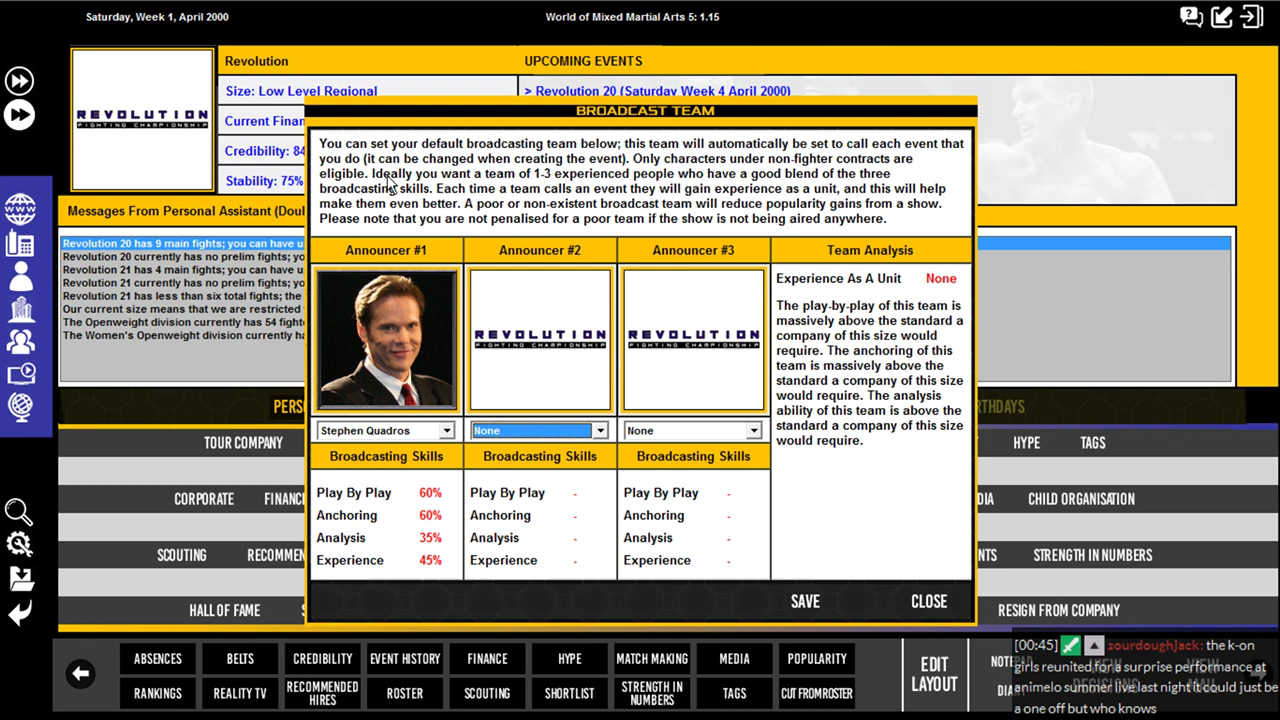 Saturday, Week 1, April 2000
World of Mixed Martial Arts 5: 1.15
Revolution
UPCOMING EVENTS
Size: Low Level Regional
> Revolution 20 (Saturday Week 4 April 2000)
REVOLUTION
FIGHTING CHAMPIONSHIP
Current Finan
Credibility: 84
Stability: 75%
Messages From Personal Assistant (Doul
Revolution 20 has 9 main fights; you can have u
Revolution 20 currently has no prelim fights; yo
Revolution 21 has 4 main fights; you can have u
Revolution 21 currently has no prelim fights; yo
Revolution 21 has less than six total fights; the
Our current size means that we are restricted
The Openweight division currently has 54 fighte
The Women's Openweight division currently ha
BROADCAST TEAM
You can set your default broadcasting team below; this team will automatically be set to call each event that
you do (it can be changed when creating the event). Only characters under non-fighter contracts are
eligible. Ideally you want a team of 1-3 experienced people who have a good blend of the three
broadcasting skills. Each time a team calls an event they will gain experience as a unit, and this will help
make them even better. A poor or non-existent broadcast team will reduce popularity gains from a show.
Please note that you are not penalised for a poor team if the show is not being aired anywhere.
Announcer #1
Announcer #2
Announcer #3
Team Analysis
REVOLUTION
FIGHTING CHAMPIONSHIP
REVOLUTION
FIGHTING CHAMPIONSHIP
Experience As A Unit None
The play-by-play of this team is
massively above the standard a
company of this size would
require. The anchoring of this
team is massively above the
standard a company of this size
would require. The analysis
ability of this team is above the
standard a company of this size
would require.
Stephen Quadros
None
None
Broadcasting Skills
Broadcasting Skills
Broadcasting Skills
Play By Play 60%
Play By Play -
Play By Play -
Anchoring 60%
Anchoring -
Anchoring -
Analysis 35%
Analysis -
Analysis -
Experience 45%
Experience -
Experience -
SAVE
CLOSE
PERS
RTHDAYS
TOUR COMPANY
HYPE
TAGS
CORPORATE
FINANC
DIA
CHILD ORGANISATION
SCOUTING
RECOMMEN
NTS
STRENGTH IN NUMBERS
HALL OF FAME
RESIGN FROM COMPANY
ABSENCES
BELTS
CREDIBILITY
EVENT HISTORY
FINANCE
HYPE
MATCH MAKING
MEDIA
POPULARITY
RANKINGS
REALITY TV
RECOMMENDED
HIRES
ROSTER
SCOUTING
SHORTLIST
STRENGTH IN
NUMBERS
TAGS
CUT FROM ROSTER
EDIT
LAYOUT
[00:45] sourdoughjack: the k-on
girls reunited for a surprise performance at
animelo summer live last night it could just be
a one off but who knows